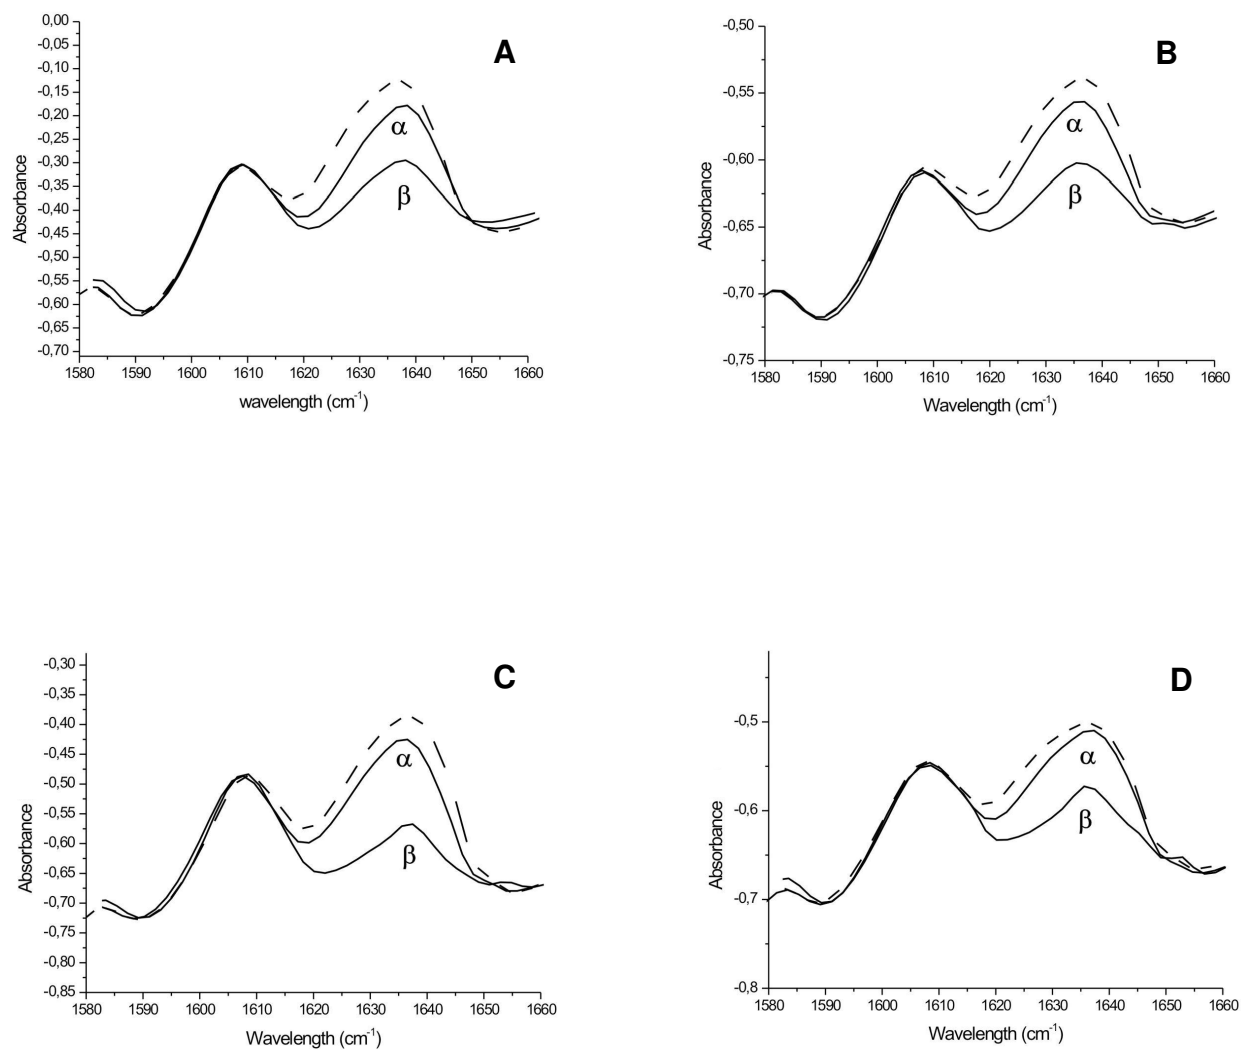 A
0,00
-0,05
-0,10
-0,15
-0,20
-0,25
-0,30
-0,35
-0,40
-0,45
-0,50
-0,55
-0,60
-0,65
-0,70
Absorbance
α
β
1580 1590 1600 1610 1620 1630 1640 1650 1660
wavelength (cm-1)
B
-0,50
-0,55
-0,60
-0,65
-0,70
-0,75
Absorbance
α
β
1580 1590 1600 1610 1620 1630 1640 1650 1660
Wavelength (cm-1)
C
-0,30
-0,35
-0,40
-0,45
-0,50
-0,55
-0,60
-0,65
-0,70
-0,75
-0,80
-0,85
Absorbance
α
β
1580 1590 1600 1610 1620 1630 1640 1650 1660
Wavelength (cm-1)
D
-0,5
-0,6
-0,7
-0,8
Absorbance
α
β
1580 1590 1600 1610 1620 1630 1640 1650 1660
Wavelength (cm-1)